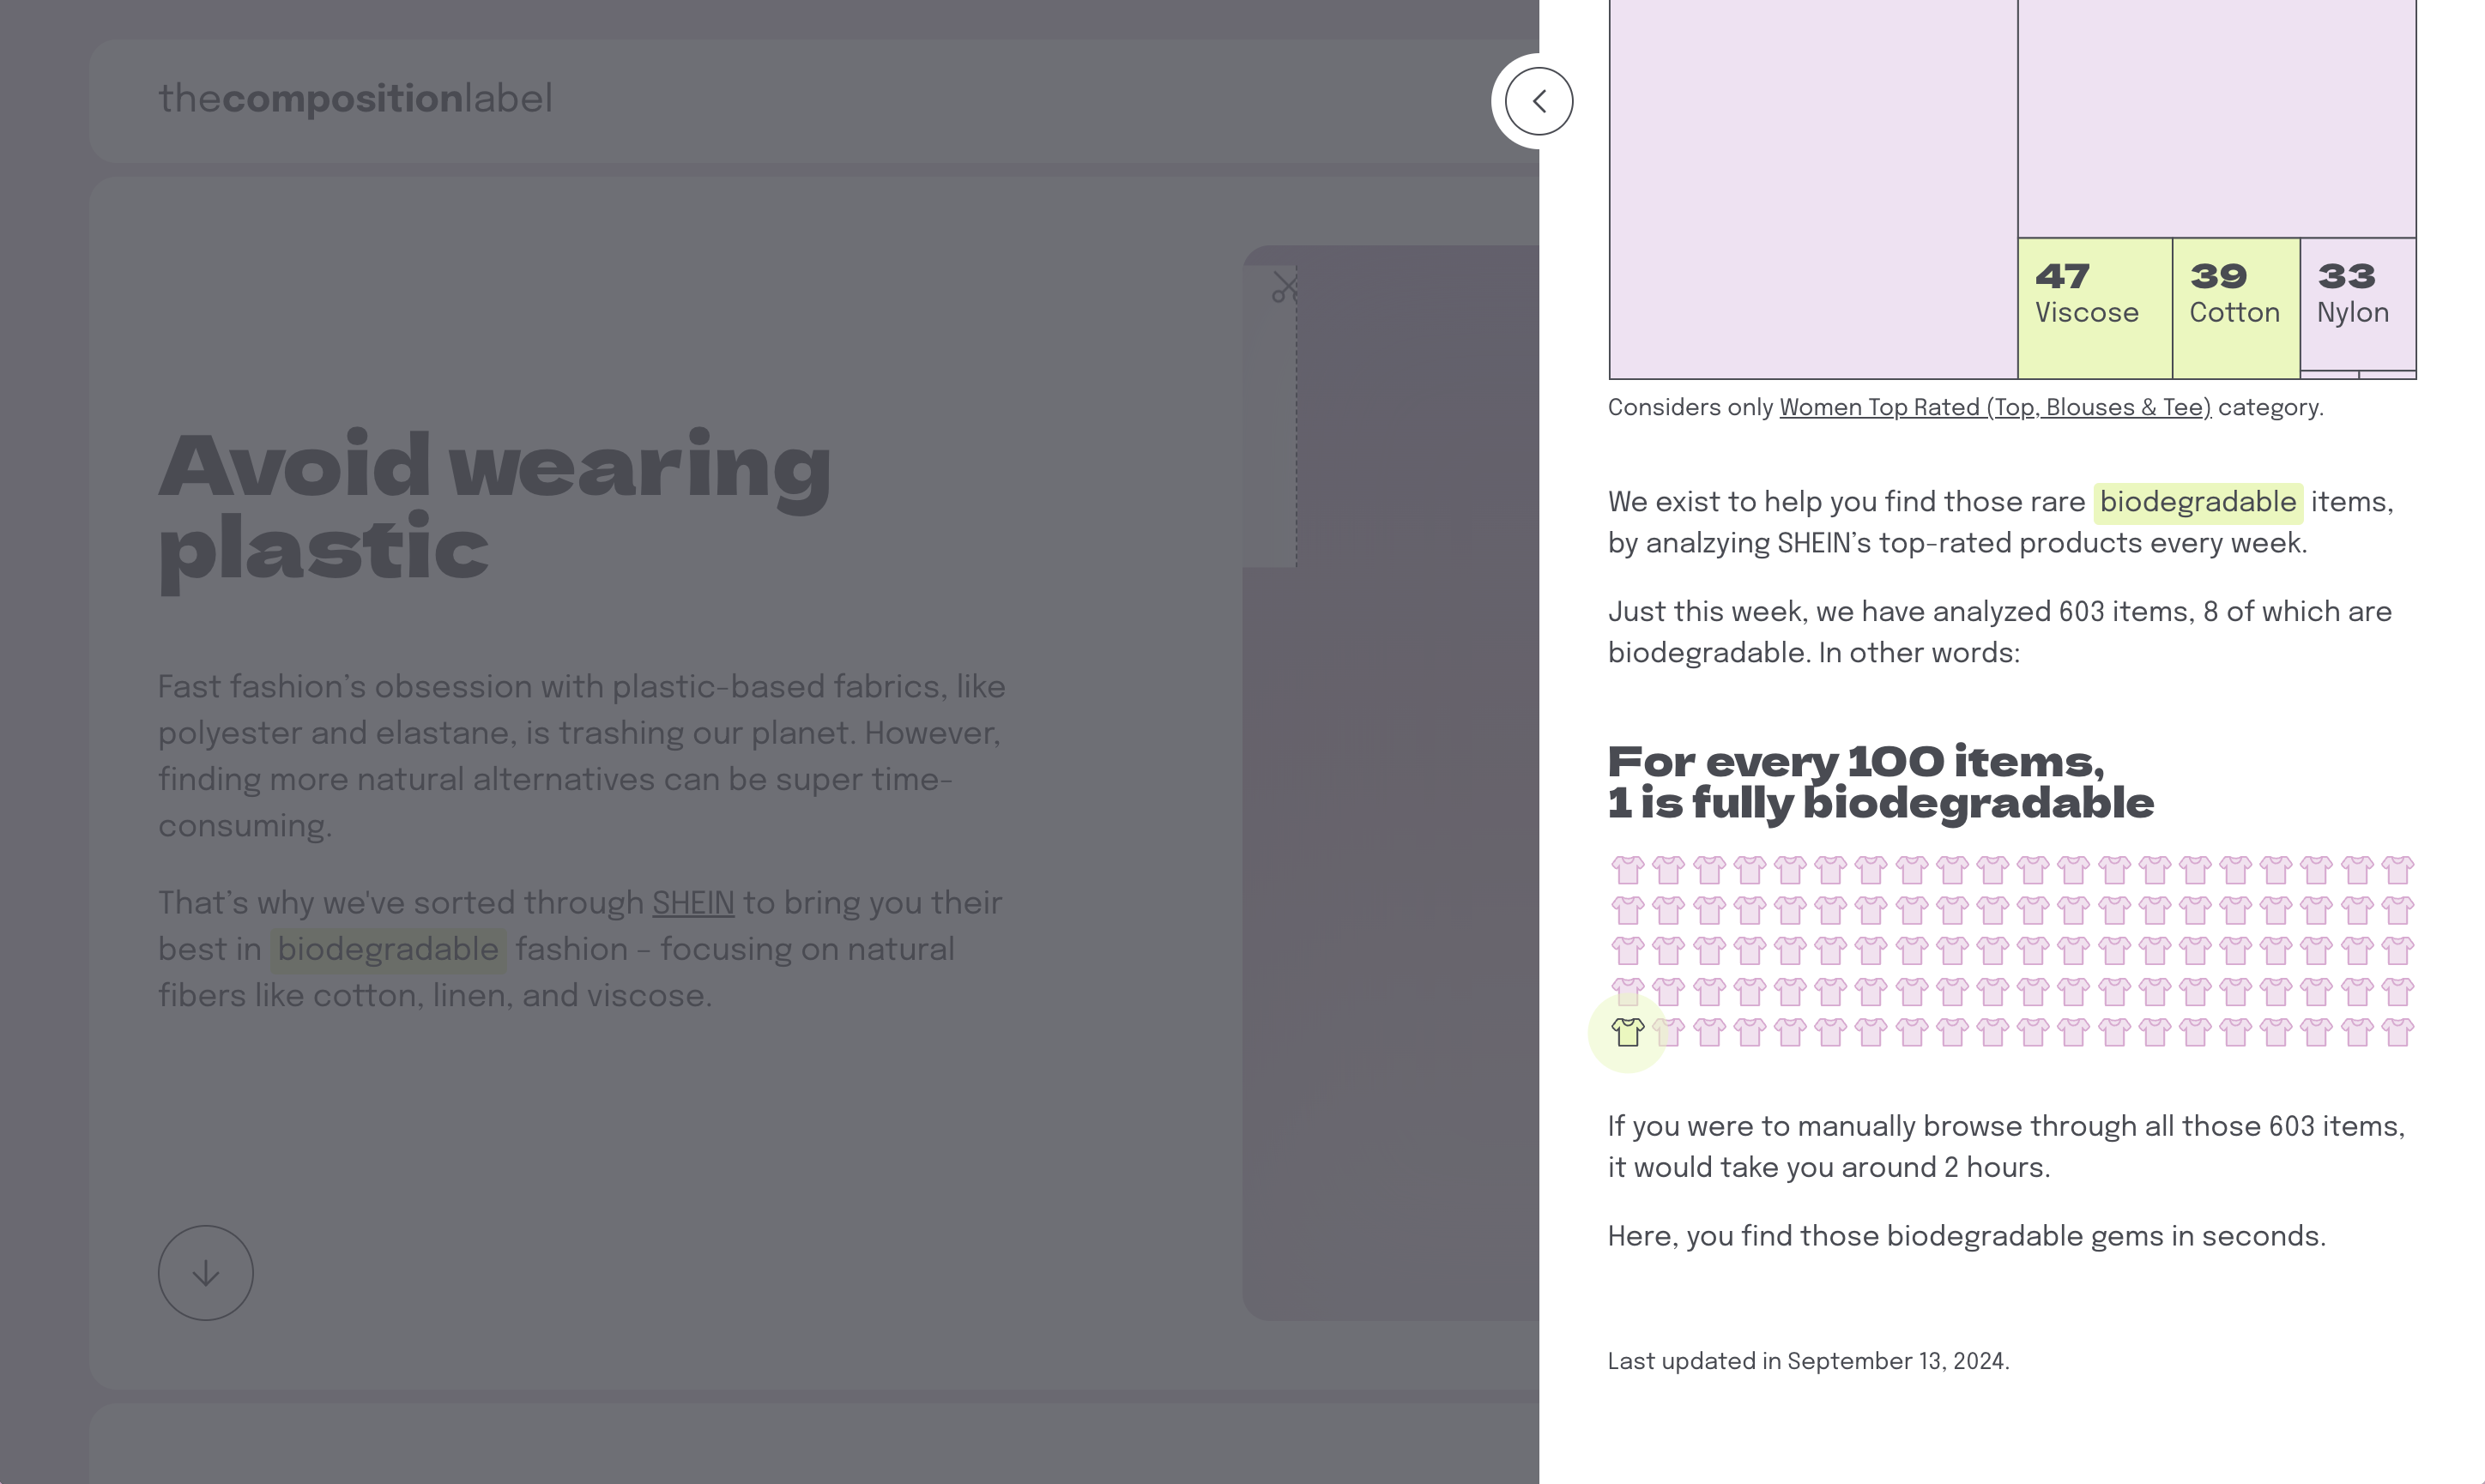 thecompositionlabel
Avoid wearing
plastic
Fast fashion’s obsession with plastic-based fabrics, like
polyester and elastane, is trashing our planet. However,
finding more natural alternatives can be super time-
consuming.
That’s why we've sorted through SHEIN to bring you their
best in biodegradable fashion – focusing on natural
fibers like cotton, linen, and viscose.
47
Viscose
39
Cotton
33
Nylon
Considers only Women Top Rated (Top, Blouses & Tee) category.
We exist to help you find those rare biodegradable items,
by analzying SHEIN’s top-rated products every week.
Just this week, we have analyzed 603 items, 8 of which are
biodegradable. In other words:
For every 100 items,
1 is fully biodegradable
If you were to manually browse through all those 603 items,
it would take you around 2 hours.
Here, you find those biodegradable gems in seconds.
Last updated in September 13, 2024.